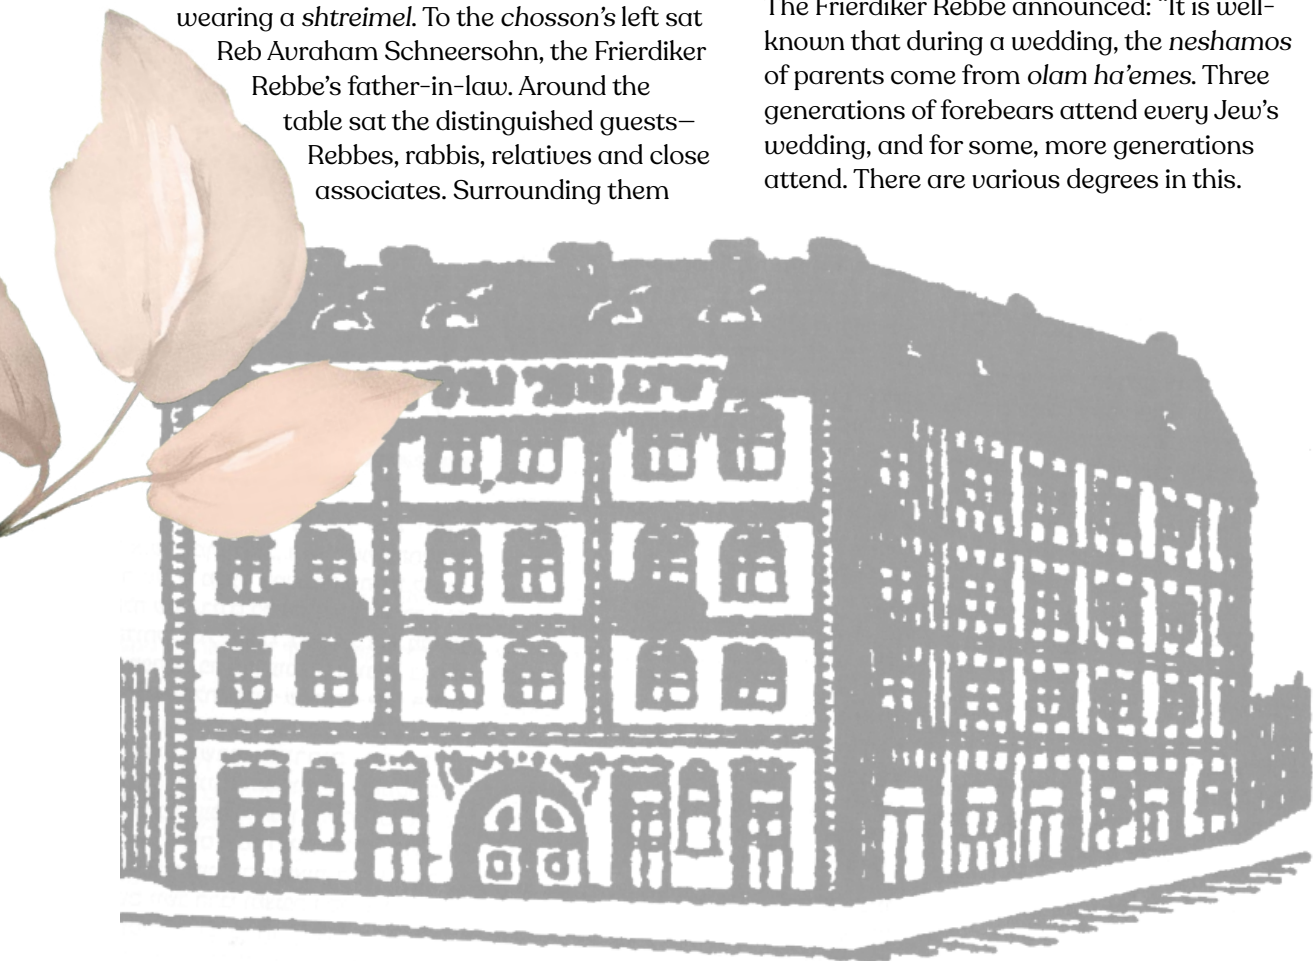 wearing a shtreimel. To the chosson's left sat
Reb Avraham Schneersohn, the Frierdiker
Rebbe's father-in-law. Around the
table sat the distinguished guests—
Rebbes, rabbis, relatives and close
associates. Surrounding them
The Frierdiker Rebbe announced: “It is well-
known that during a wedding, the neshamos
of parents come from olam ha'emes. Three
generations of forebears attend every Jew's
wedding, and for some, more generations
attend. There are various degrees in this.